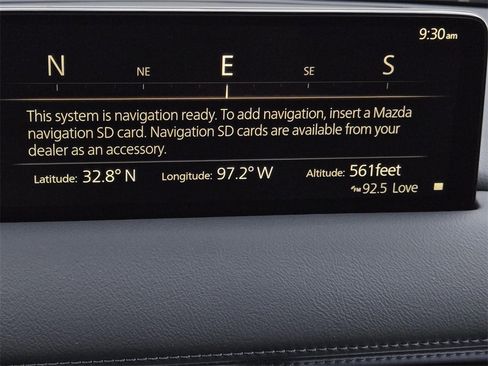 9:30am
N NE E SE S
This system is navigation ready. To add navigation, insert a Mazda
navigation SD card. Navigation SD cards are available from your
dealer as an accessory.
Latitude: 32.8° N Longitude: 97.2° W Altitude: 561feet
FM 92.5 Love